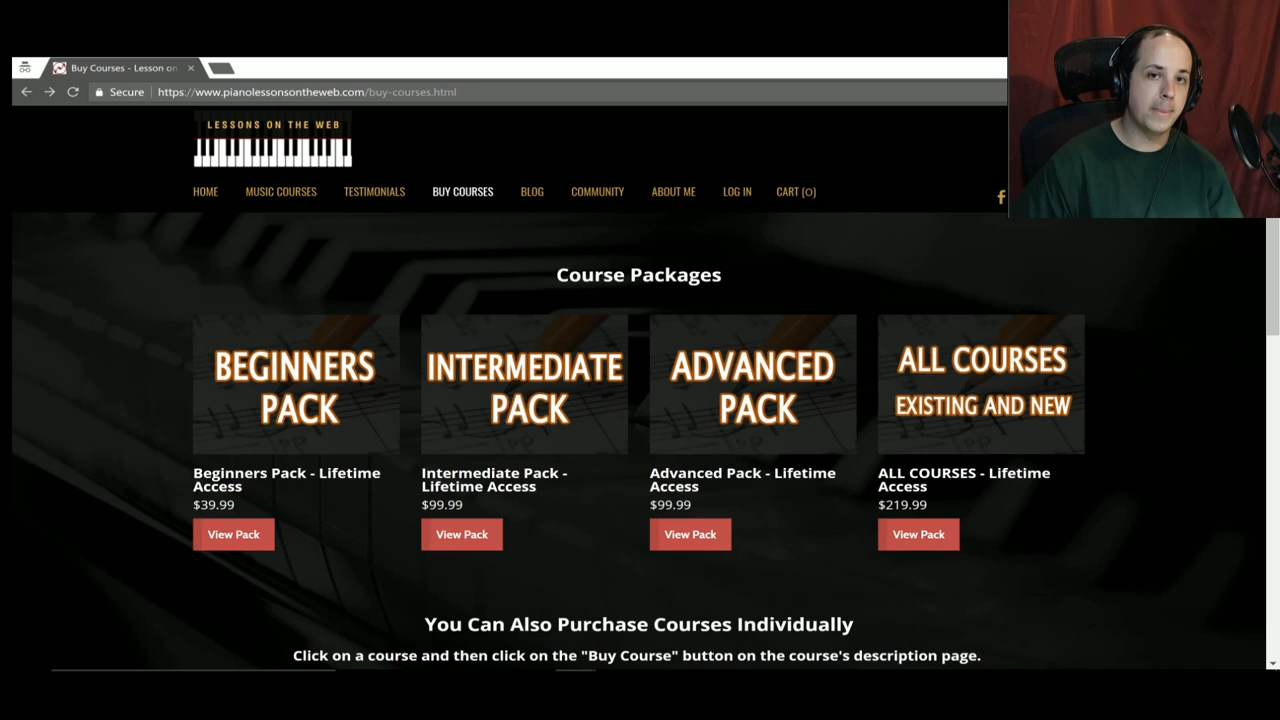 Buy Courses - Lesson on
Secure
https://www.pianolessonsontheweb.com/buy-courses.html
LESSONS ON THE WEB
HOME MUSIC COURSES TESTIMONIALS BUY COURSES BLOG COMMUNITY ABOUT ME LOG IN CART (0)
f
Course Packages
BEGINNERS
PACK
INTERMEDIATE
PACK
ADVANCED
PACK
ALL COURSES
EXISTING AND NEW
Beginners Pack - Lifetime
Access
$39.99
View Pack
Intermediate Pack -
Lifetime Access
$99.99
View Pack
Advanced Pack - Lifetime
Access
$99.99
View Pack
ALL COURSES - Lifetime
Access
$219.99
View Pack
You Can Also Purchase Courses Individually
Click on a course and then click on the "Buy Course" button on the course's description page.